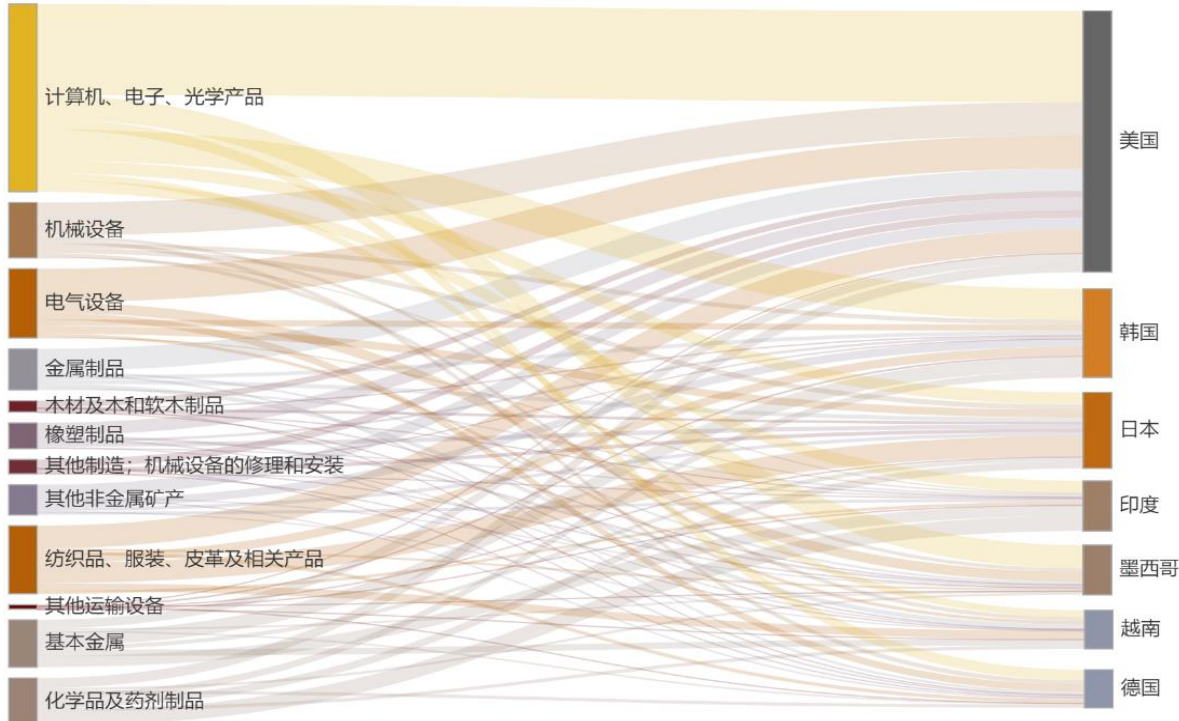 计算机、电子、光学产品
机械设备
电气设备
金属制品
木材及木和软木制品
橡塑制品
其他制造；机械设备的修理和安装
其他非金属矿产
纺织品、服装、皮革及相关产品
其他运输设备
基本金属
化学品及药剂制品
美国
韩国
日本
印度
墨西哥
越南
德国